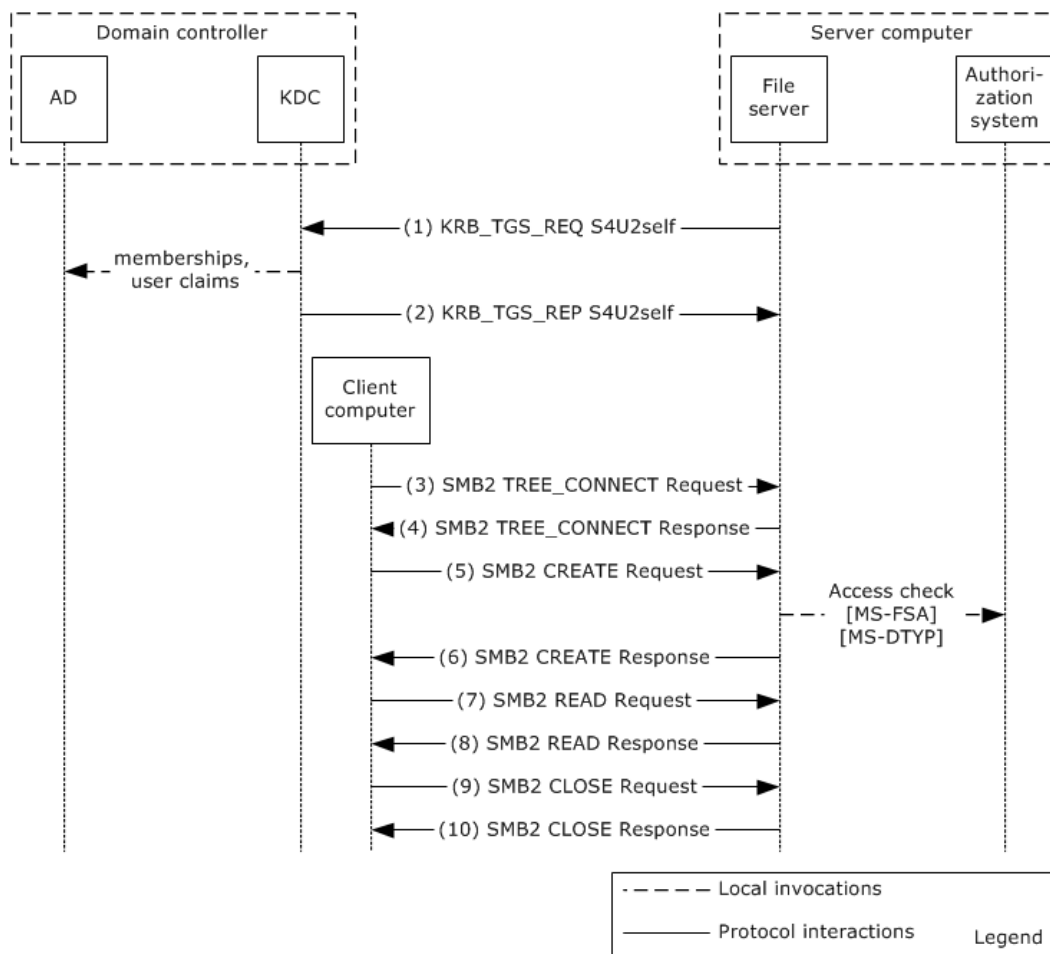 Domain controller
Server computer
AD
KDC
File
server
Authori-
zation
system
(1) KRB_TGS_REQ S4U2self
memberships,
user claims
(2) KRB_TGS_REP S4U2self
Client
computer
(3) SMB2 TREE_CONNECT Request
(4) SMB2 TREE_CONNECT Response
(5) SMB2 CREATE Request
Access check
[MS-FSA]
[MS-DTYP]
(6) SMB2 CREATE Response
(7) SMB2 READ Request
(8) SMB2 READ Response
(9) SMB2 CLOSE Request
(10) SMB2 CLOSE Response
Local invocations
Protocol interactions
Legend